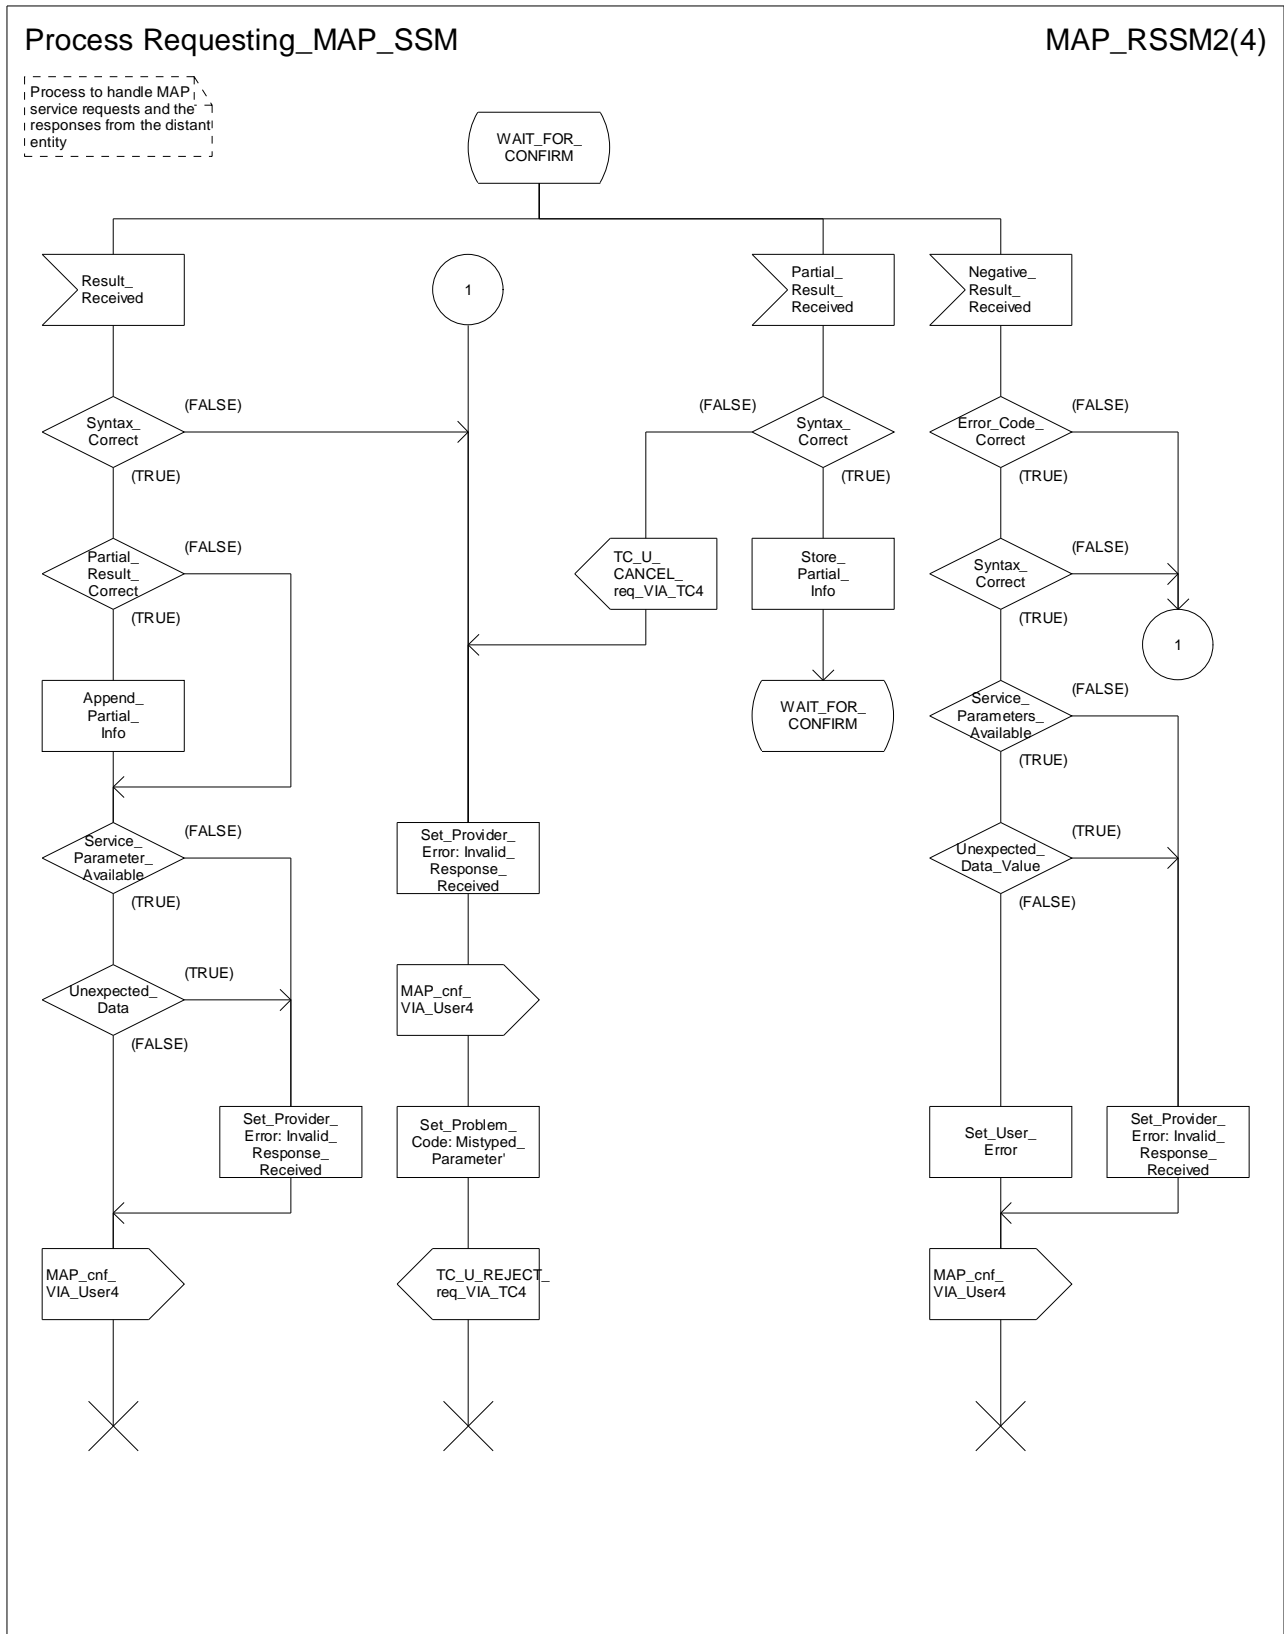 Process Requesting_MAP_SSM
MAP_RSSM2(4)
Process to handle MAP
service requests and the
responses from the distant
entity
WAIT_FOR_
CONFIRM
Result_
Received
1
Partial_
Result_
Received
Negative_
Result_
Received
Syntax_
Correct
(FALSE)
(TRUE)
(FALSE)
Syntax_
Correct
(TRUE)
Error_Code_
Correct
(FALSE)
(TRUE)
Partial_
Result_
Correct
(FALSE)
(TRUE)
TC_U_
CANCEL_
req_VIA_TC4
Store_
Partial_
Info
Syntax_
Correct
(FALSE)
(TRUE)
1
Append_
Partial_
Info
WAIT_FOR_
CONFIRM
Service_
Parameters_
Available
(FALSE)
(TRUE)
Service_
Parameter_
Available
(FALSE)
(TRUE)
Set_Provider_
Error: Invalid_
Response_
Received
Unexpected_
Data_Value
(TRUE)
(FALSE)
Unexpected_
Data
(TRUE)
(FALSE)
MAP_cnf_
VIA_User4
Set_Provider_
Error: Invalid_
Response_
Received
Set_Problem_
Code: Mistyped_
Parameter'
Set_User_
Error
Set_Provider_
Error: Invalid_
Response_
Received
MAP_cnf_
VIA_User4
TC_U_REJECT_
req_VIA_TC4
MAP_cnf_
VIA_User4